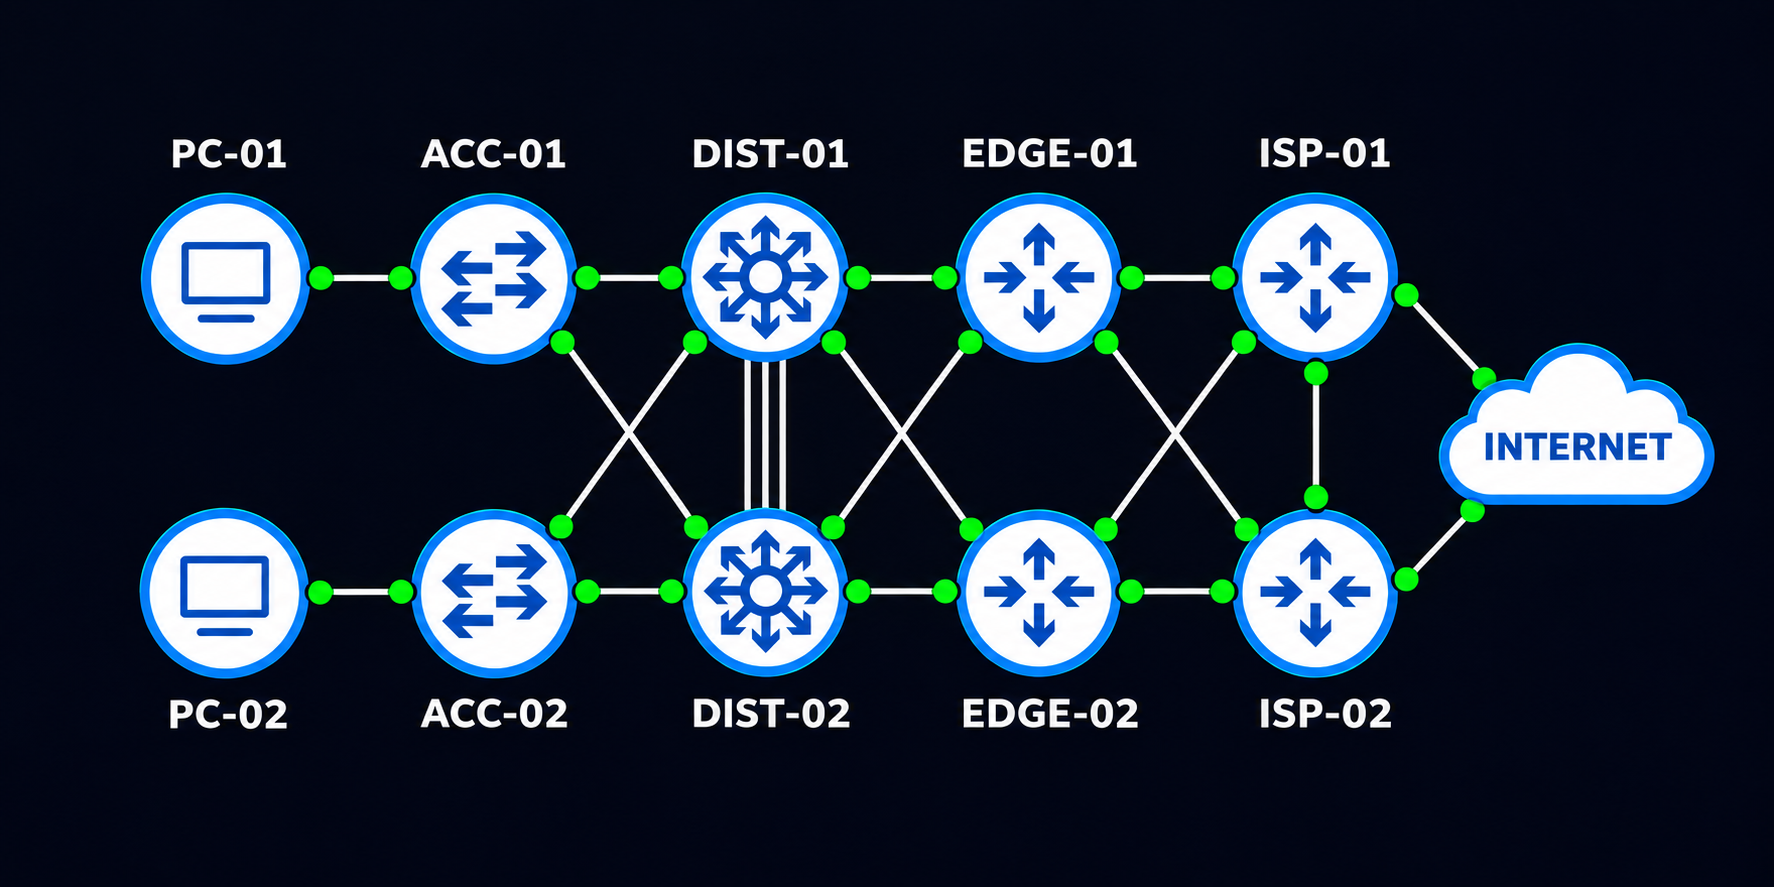 PC-01
ACC-01
DIST-01
EDGE-01
ISP-01
INTERNET
PC-02
ACC-02
DIST-02
EDGE-02
ISP-02